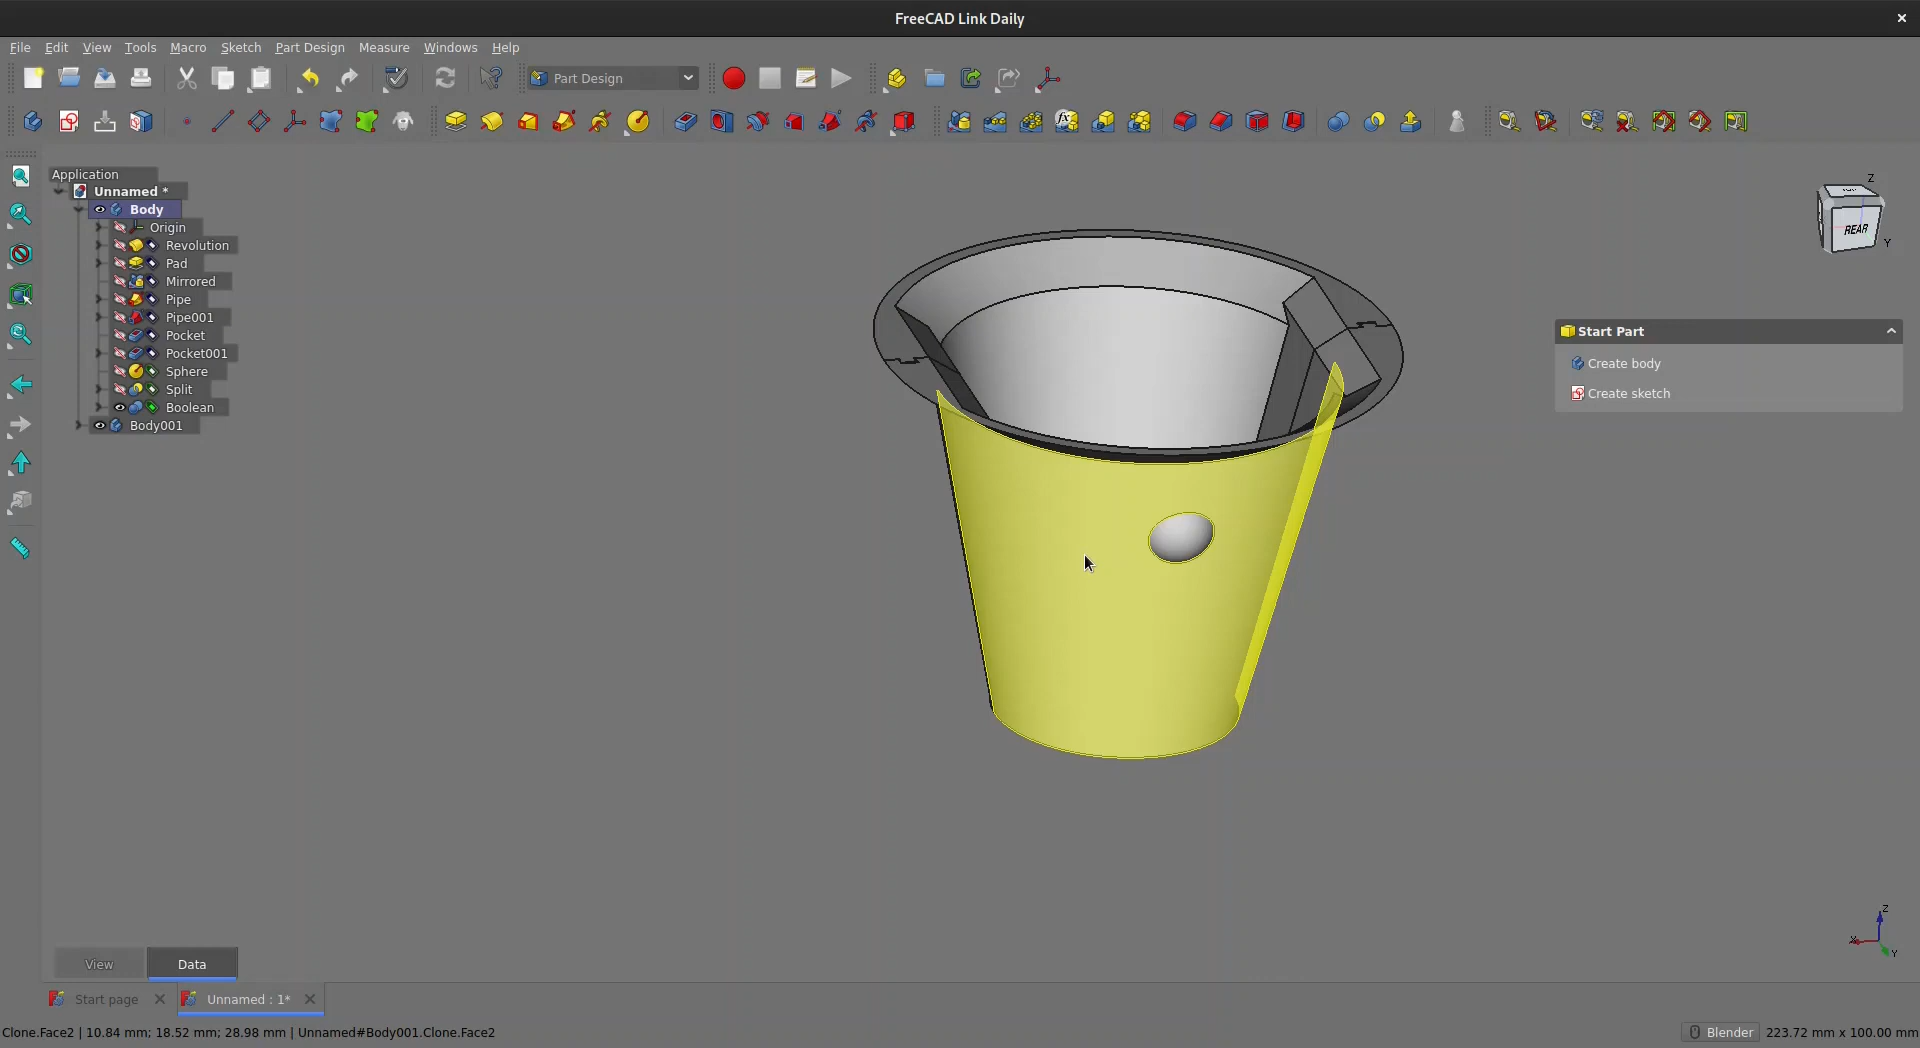 FreeCAD Link Daily
File Edit View Tools Macro Sketch Part Design Measure Windows Help
Part Design
Application
Unnamed *
Body
Origin
Revolution
Pad
Mirrored
Pipe
Pipe001
Pocket
Pocket001
Sphere
Split
Boolean
Body001
Z
REAR
Y
Start Part
Create body
Create sketch
Z
X
Y
View Data
Start page Unnamed : 1*
Clone.Face2 | 10.84 mm; 18.52 mm; 28.98 mm | Unnamed#Body001.Clone.Face2 Blender 223.72 mm x 100.00 mm